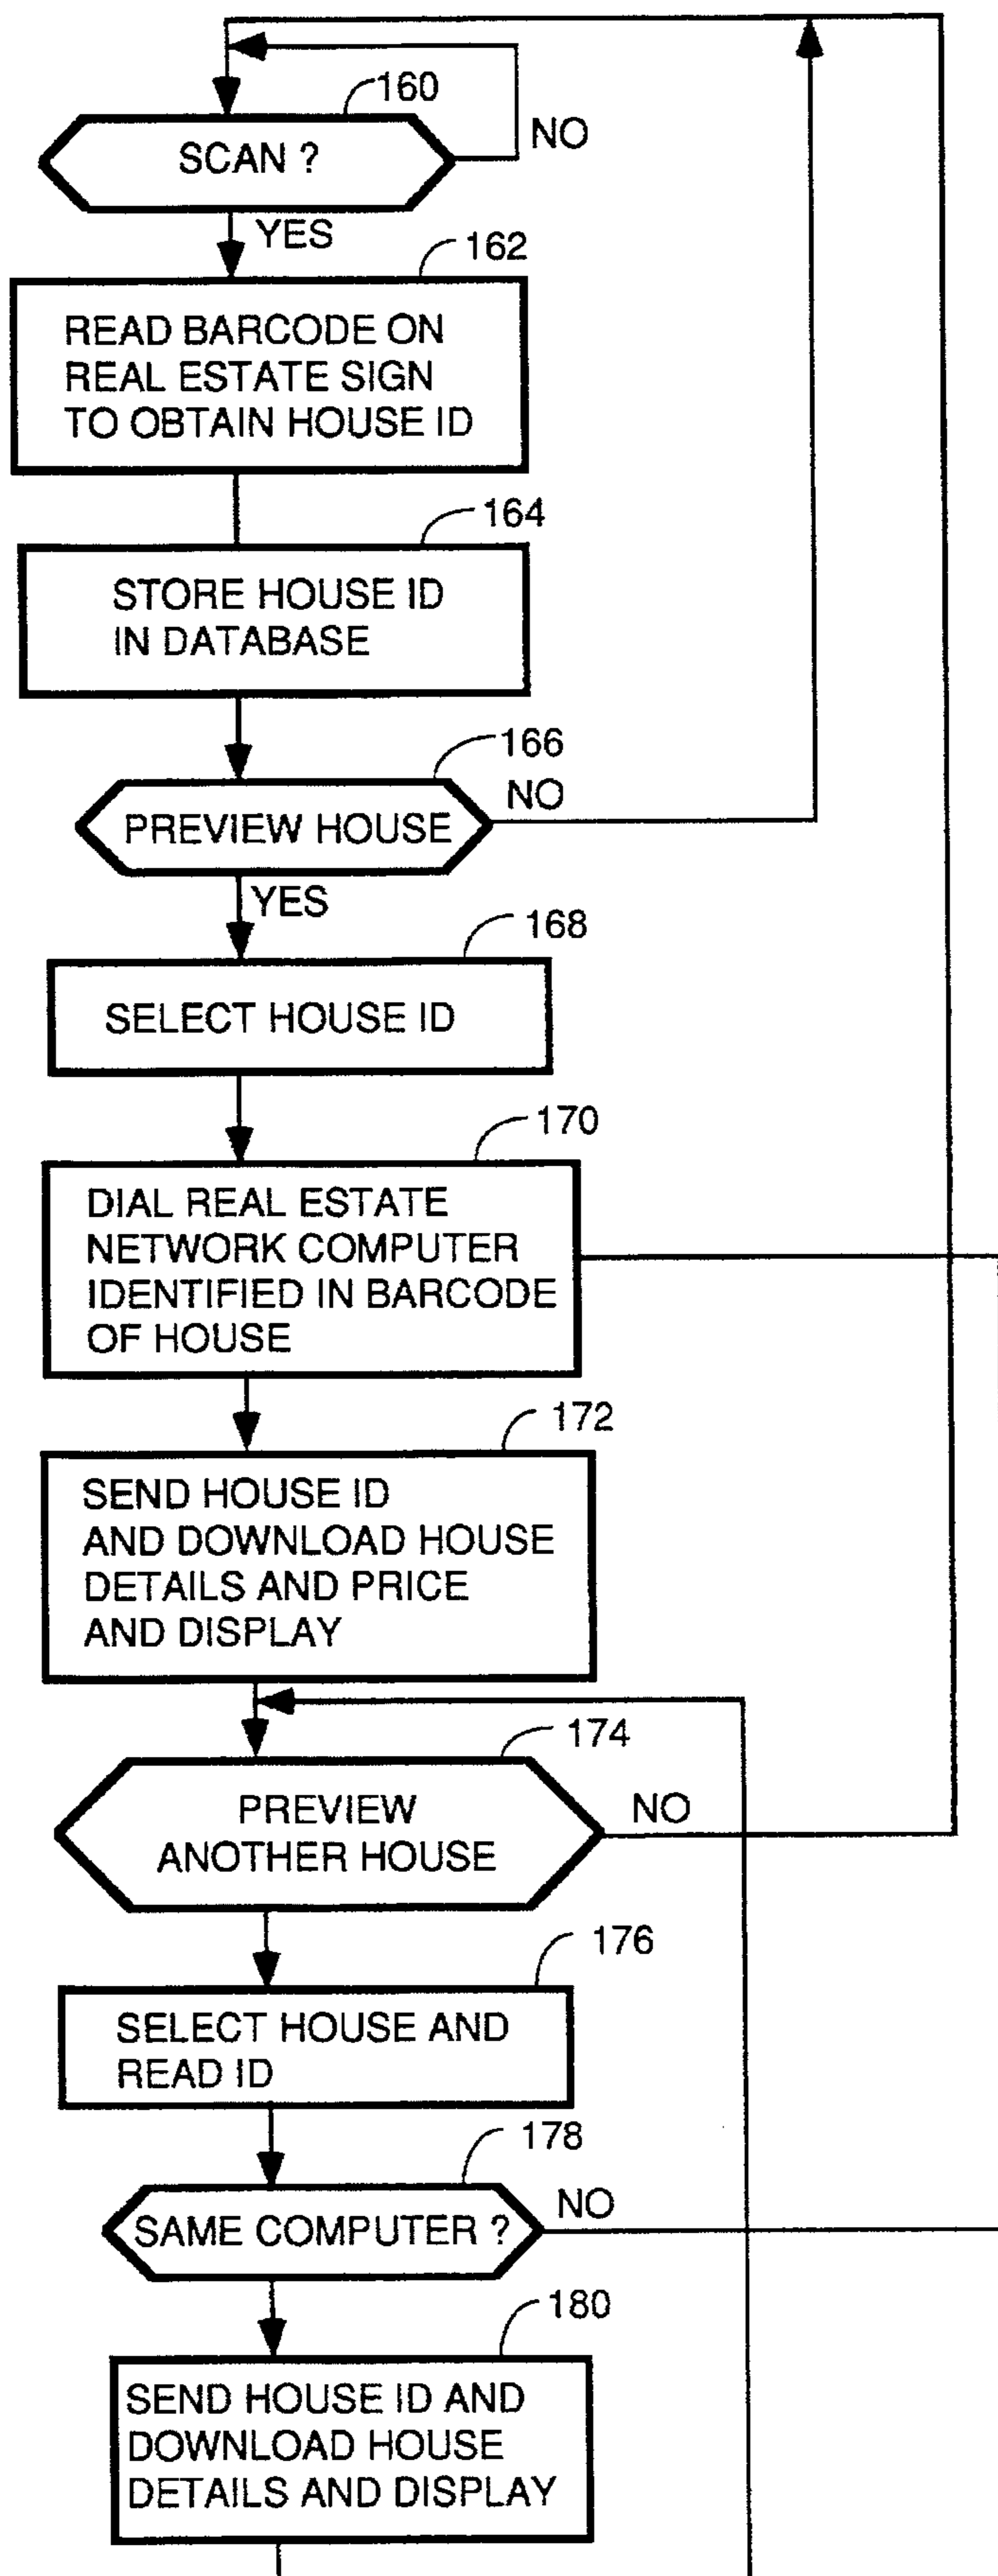 160
SCAN ?
NO
YES
162
READ BARCODE ON
REAL ESTATE SIGN
TO OBTAIN HOUSE ID
164
STORE HOUSE ID
IN DATABASE
166
NO
PREVIEW HOUSE
YES
168
SELECT HOUSE ID
170
DIAL REAL ESTATE
NETWORK COMPUTER
IDENTIFIED IN BARCODE
OF HOUSE
172
SEND HOUSE ID
AND DOWNLOAD HOUSE
DETAILS AND PRICE
AND DISPLAY
174
PREVIEW
ANOTHER HOUSE
NO
176
SELECT HOUSE AND
READ ID
178
SAME COMPUTER ?
NO
180
SEND HOUSE ID AND
DOWNLOAD HOUSE
DETAILS AND DISPLAY